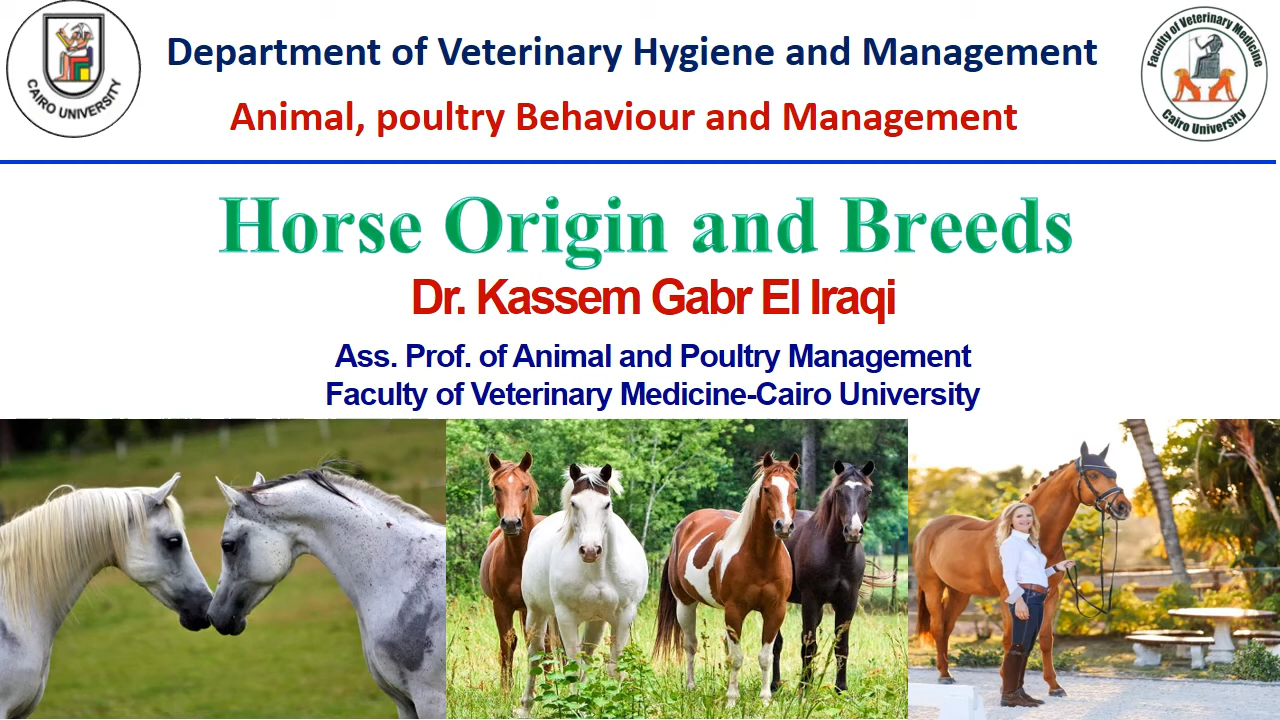 CAIRO UNIVERSITY
Department of Veterinary Hygiene and Management
Faculty of Veterinary Medicine
Cairo University
Animal, poultry Behaviour and Management
Horse Origin and Breeds
Dr. Kassem Gabr El Iraqi
Ass. Prof. of Animal and Poultry Management
Faculty of Veterinary Medicine-Cairo University